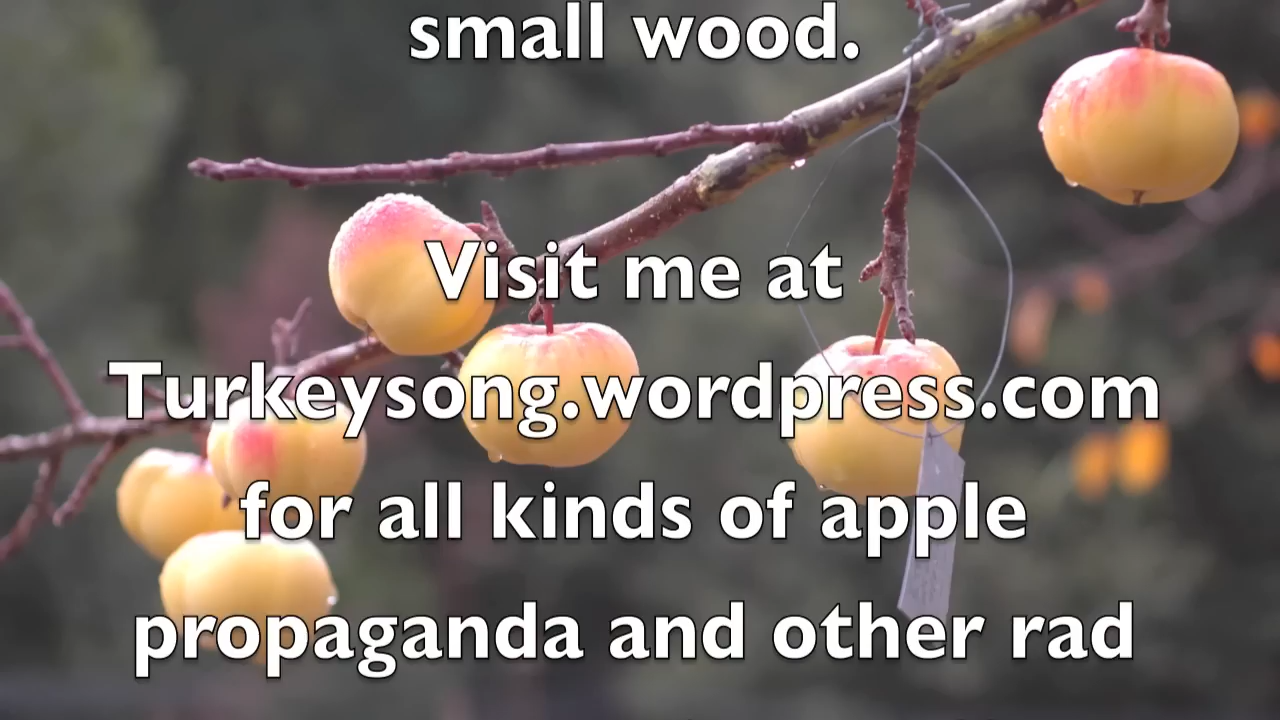 small wood.
Visit me at
Turkeysong.wordpress.com
for all kinds of apple
propaganda and other rad